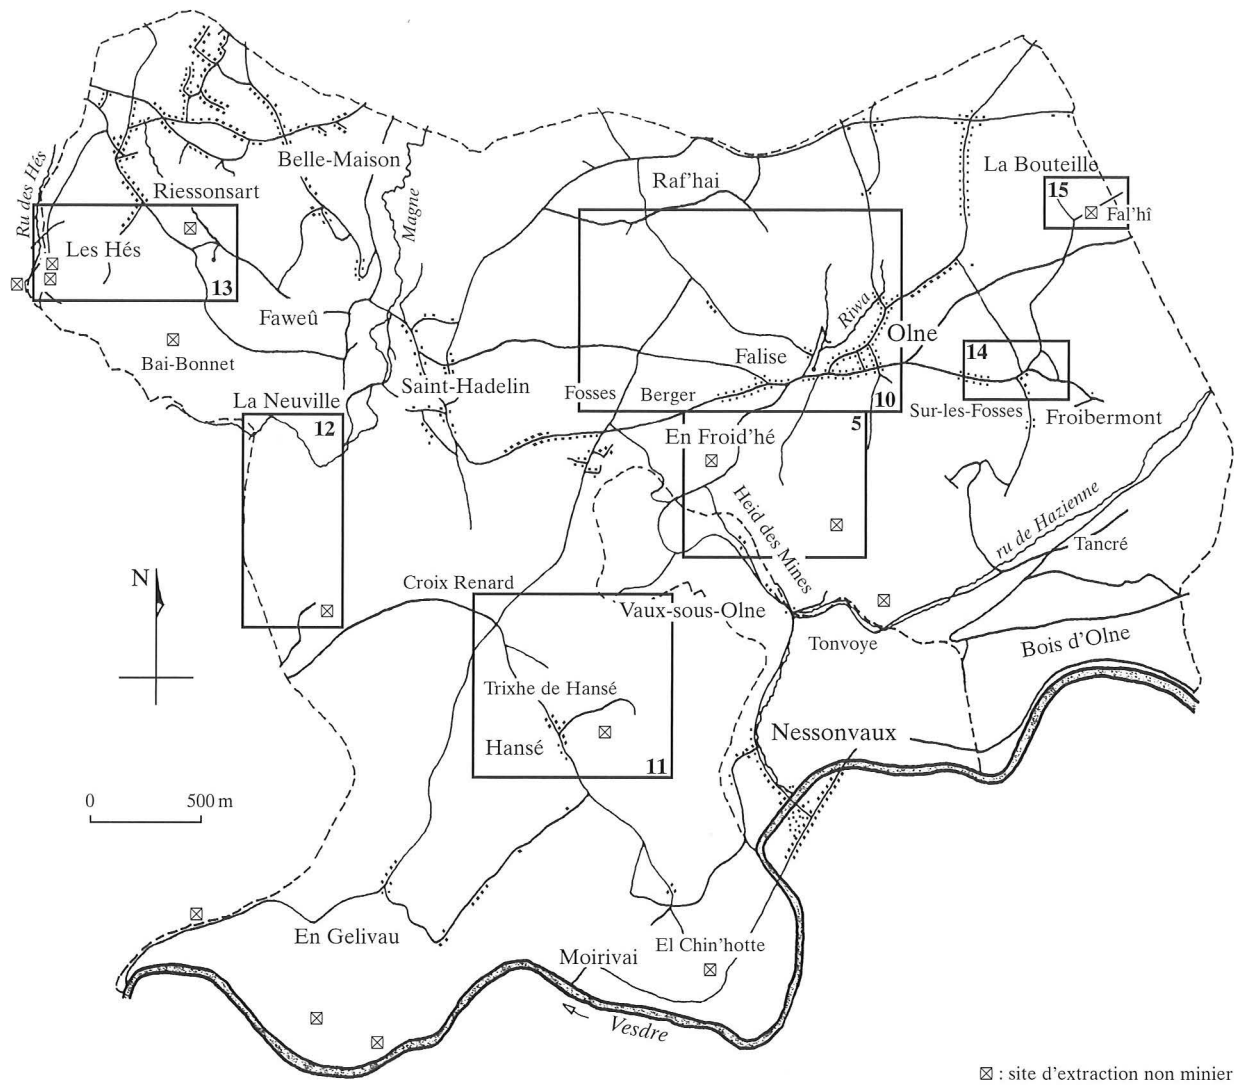 Belle-Maison
Riessonsart
Ru des Hés
Magne
Raf'hai
La Bouteille
15
Fal'hî
Les Hés
13
Faweû
Bai-Bonnet
Riwa
Olne
Falise
14
Saint-Hadelin
Fosses
Berger
10
Sur-les-Fosses
Froibermont
La Neuville
12
5
En Froid'hé
Heid des Mines
ru de Hazienne
Tancré
N
Croix Renard
Vaux-sous-Olne
Tonvoye
Bois d'Olne
Trixhe de Hansé
Hansé
11
Nessonvaux
0 500 m
En Gelivau
El Chin'hotte
Moirivai
Vesdre
: site d'extraction non minier